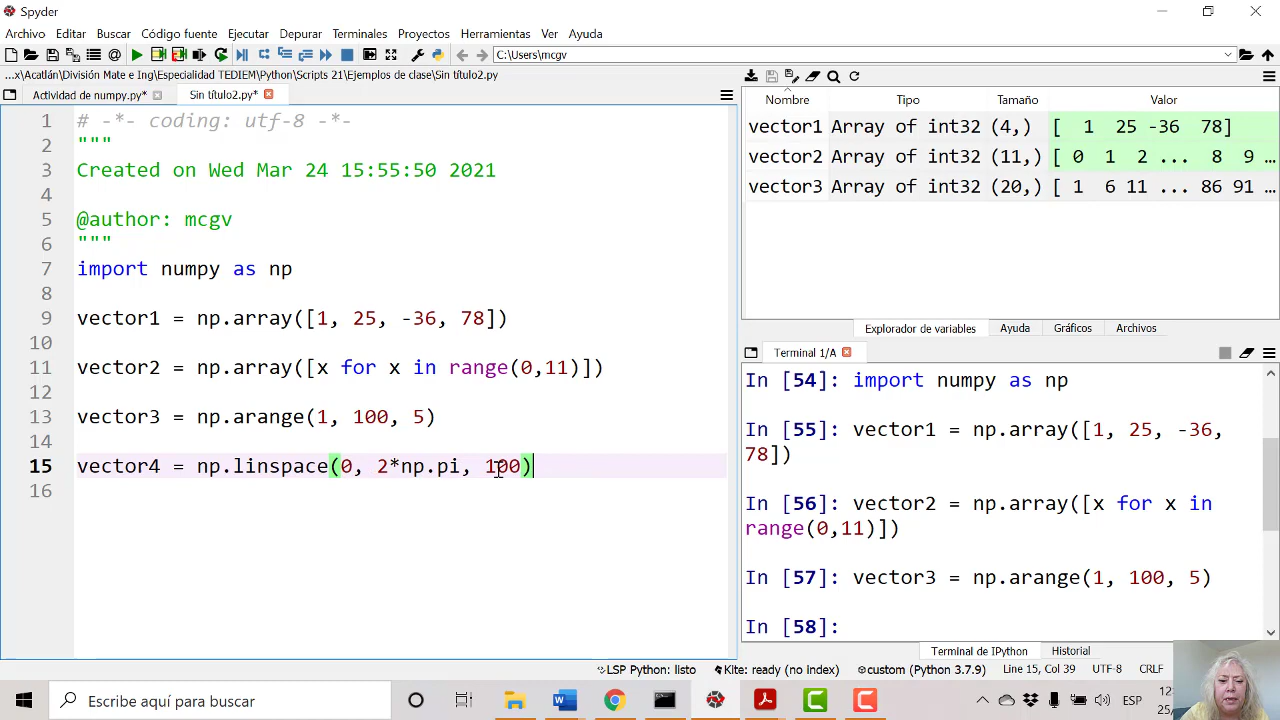 Spyder
Archivo Editar Buscar Código fuente Ejecutar Depurar Terminales Proyectos Herramientas Ver Ayuda
C:\Users\mcgv
...x\Acatlán\División Mate e Ing\Especialidad TEDIEM\Python\Scripts 21\Ejemplos de clase\Sin título2.py
Actividad de numpy.py*
Sin título2.py*
1 # -*- coding: utf-8 -*-
2 """
3 Created on Wed Mar 24 15:55:50 2021
4
5 @author: mcgv
6 """
7 import numpy as np
8
9 vector1 = np.array([1, 25, -36, 78])
10
11 vector2 = np.array([x for x in range(0,11)])
12
13 vector3 = np.arange(1, 100, 5)
14
15 vector4 = np.linspace(0, 2*np.pi, 100)
16
Nombre Tipo Tamaño Valor
vector1 Array of int32 (4,) [ 1 25 -36 78]
vector2 Array of int32 (11,) [ 0 1 2 ... 8 9 ...
vector3 Array of int32 (20,) [ 1 6 11 ... 86 91 ...
Explorador de variables Ayuda Gráficos Archivos
Terminal 1/A
In [54]: import numpy as np
In [55]: vector1 = np.array([1, 25, -36,
78])
In [56]: vector2 = np.array([x for x in
range(0,11)])
In [57]: vector3 = np.arange(1, 100, 5)
In [58]:
Terminal de IPython Historial
LSP Python: listo Kite: ready (no index) custom (Python 3.7.9) Line 15, Col 39 UTF-8 CRLF
Escribe aquí para buscar
ESP